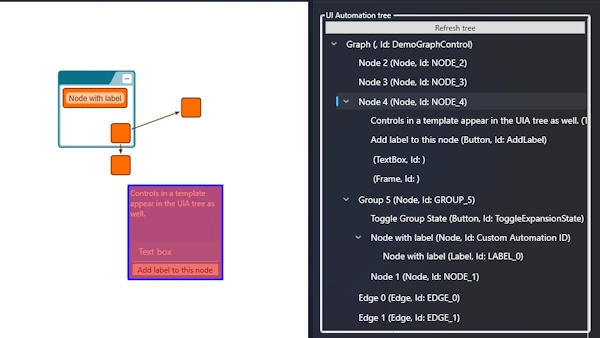 Node with label
Controls in a template
appear in the UIA tree as
well.
Text box
Add label to this node
UI Automation tree
Refresh tree
Graph (, Id: DemoGraphControl)
Node 2 (Node, Id: NODE_2)
Node 3 (Node, Id: NODE_3)
Node 4 (Node, Id: NODE_4)
Controls in a template appear in the UIA tree as well. (T
Add label to this node (Button, Id: AddLabel)
(TextBox, Id: )
(Frame, Id: )
Group 5 (Node, Id: GROUP_5)
Toggle Group State (Button, Id: ToggleExpansionState)
Node with label (Node, Id: Custom Automation ID)
Node with label (Label, Id: LABEL_0)
Node 1 (Node, Id: NODE_1)
Edge 0 (Edge, Id: EDGE_0)
Edge 1 (Edge, Id: EDGE_1)